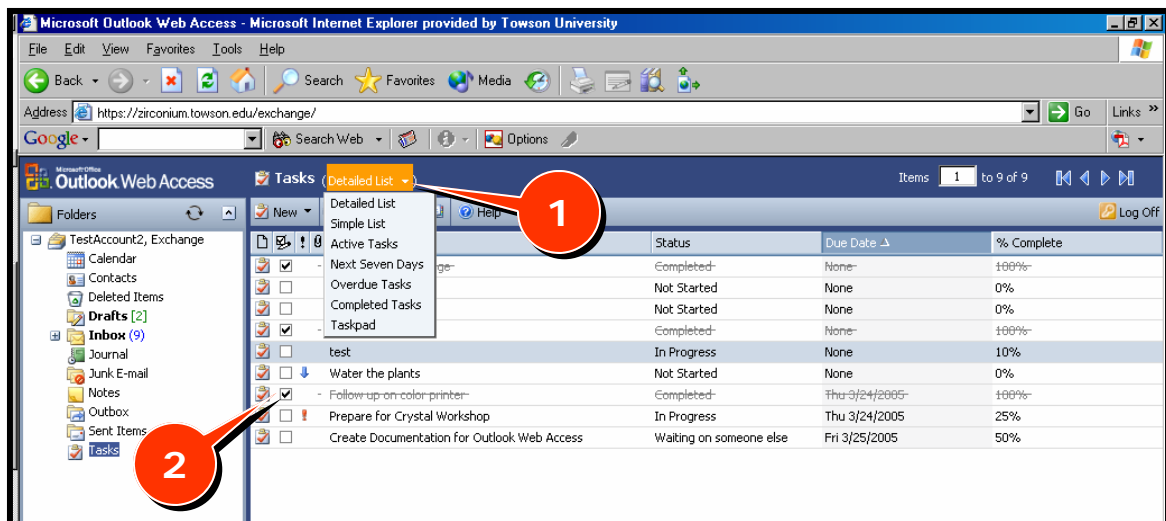 Microsoft Outlook Web Access - Microsoft Internet Explorer provided by Towson University
File Edit View Favorites Tools Help
Back Search Favorites Media
Address https://zirconium.towson.edu/exchange/ Go Links »
Google Search Web Options
Microsoft Office
Outlook Web Access Tasks (Detailed List ) Items 1 to 9 of 9
Folders New Help Log Off
Detailed List
Simple List
Active Tasks
Next Seven Days
Overdue Tasks
Completed Tasks
Taskpad
1
TestAccount2, Exchange
Calendar
Contacts
Deleted Items
Drafts [2]
Inbox (9)
Journal
Junk E-mail
Notes
Outbox
Sent Items
Tasks
2
! Status Due Date % Complete
Completed None 100%
Not Started None 0%
Not Started None 0%
Completed None 100%
test In Progress None 10%
Water the plants Not Started None 0%
Follow up on color printer Completed Thu 3/24/2005 100%
! Prepare for Crystal Workshop In Progress Thu 3/24/2005 25%
Create Documentation for Outlook Web Access Waiting on someone else Fri 3/25/2005 50%